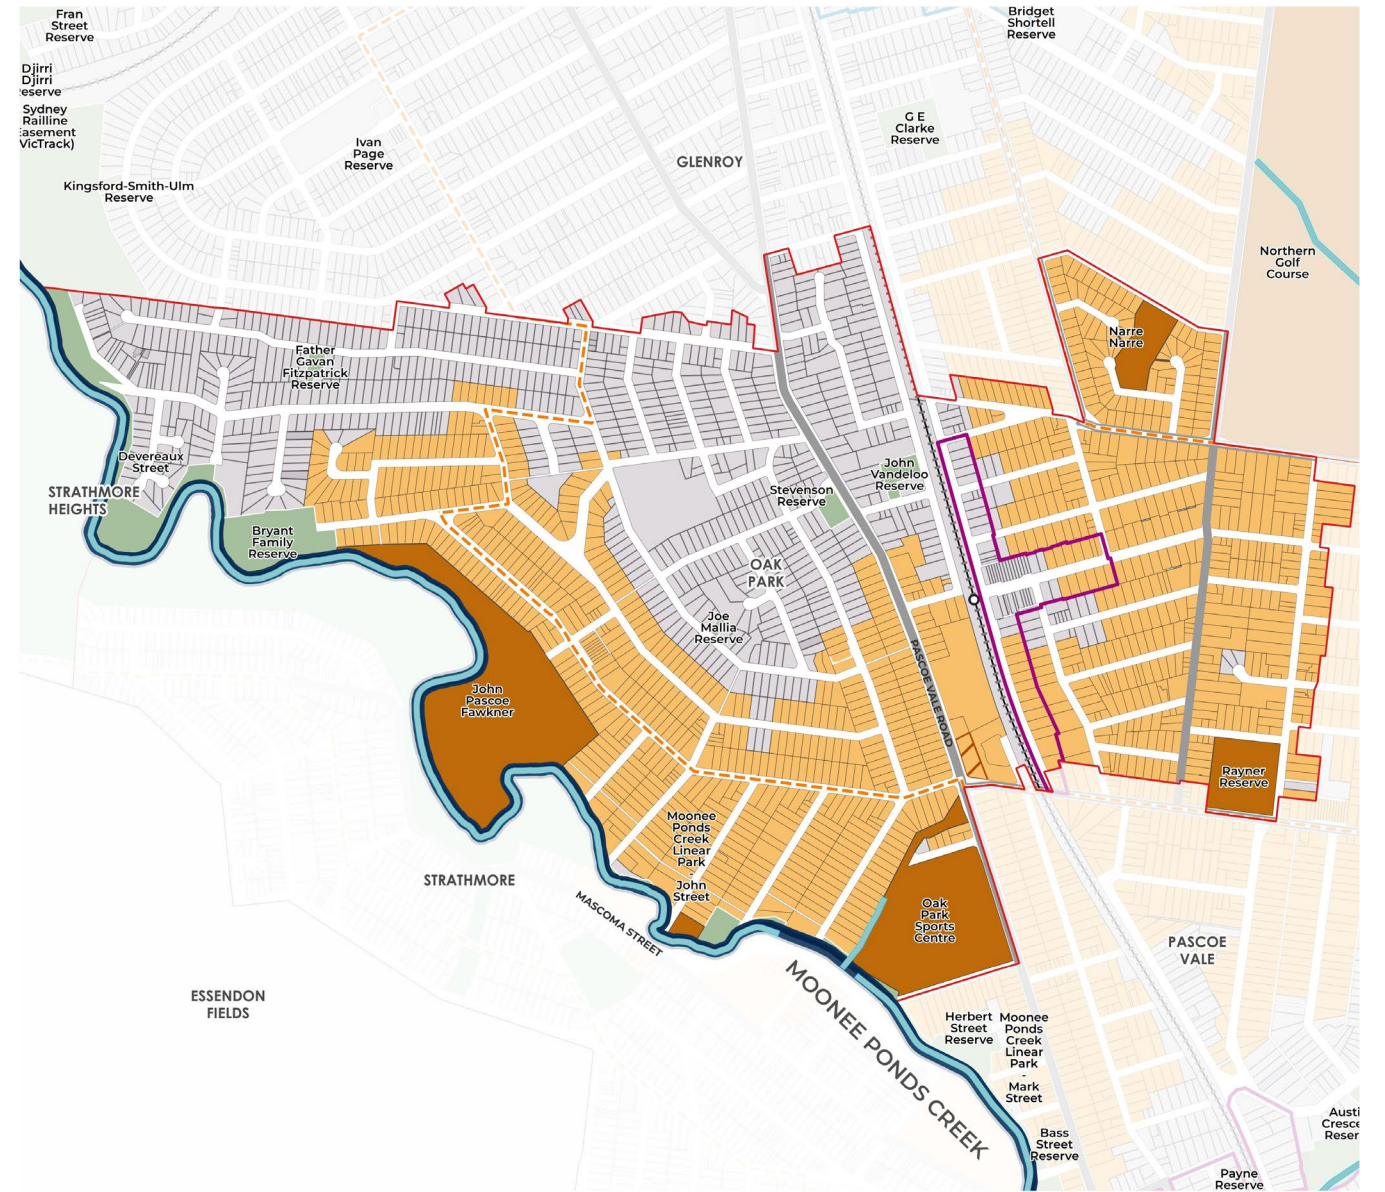 Fran
Street
Reserve
Bridget
Shortell
Reserve
Djirri
Djirri
eserve
Sydney
Railline
Easement
VicTrack)
G E
Clarke
Reserve
Ivan
Page
Reserve
GLENROY
Kingsford-Smith-Ulm
Reserve
Northern
Golf
Course
Narre
Narre
Father
Gavan
Fitzpatrick
Reserve
Devereaux
Street
STRATHMORE
HEIGHTS
John
Vandeloo
Reserve
Stevenson
Reserve
Bryant
Family
Reserve
OAK
PARK
Joe
Mallia
Reserve
PASCOE VALE ROAD
John
Pascoe
Fawkner
Rayner
Reserve
Moonee
Ponds
Creek
Linear
Park
-
John
Street
STRATHMORE
MASCOMA STREET
Oak
Park
Sports
Centre
PASCOE
VALE
MOONEE PONDS CREEK
ESSENDON
FIELDS
Herbert
Street
Reserve
Moonee
Ponds
Creek
Linear
Park
-
Mark
Street
Bass
Street
Reserve
Austi
Cresce
Reser
Payne
Reserve